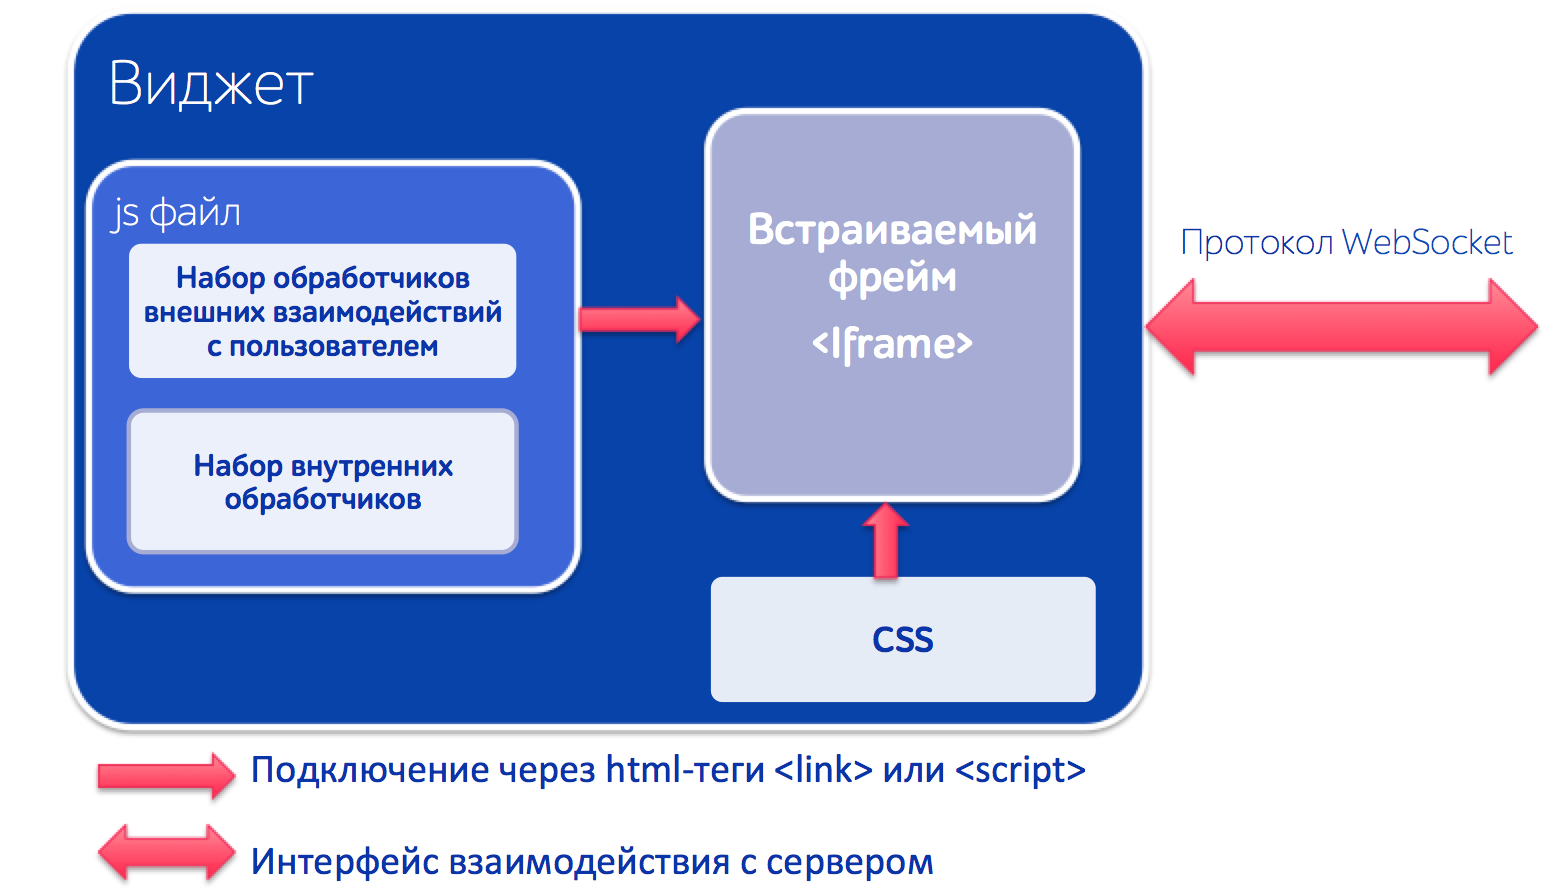 Виджет
js файл
Набор обработчиков
внешних взаимодействий
с пользователем
Набор внутренних
обработчиков
Встраиваемый
фрейм
<Iframe>
CSS
Протокол WebSocket
Подключение через html-теги <link> или <script>
Интерфейс взаимодействия с сервером